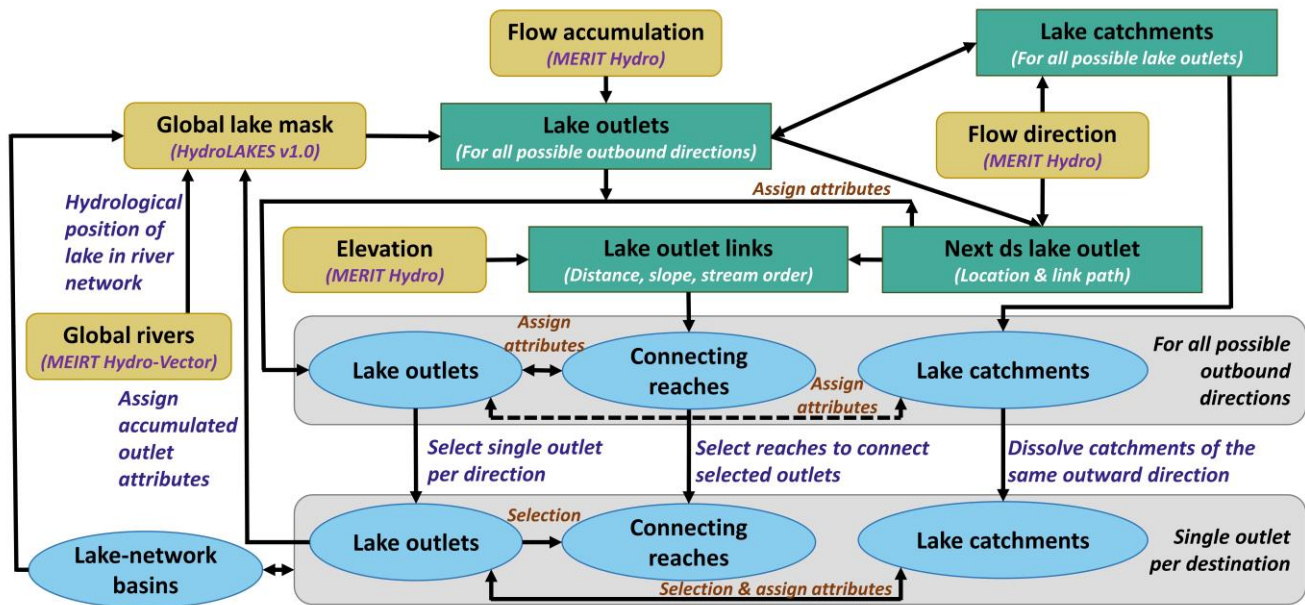 Flow accumulation
(MERIT Hydro)
Lake catchments
(For all possible lake outlets)
Global lake mask
(HydroLAKES v1.0)
Lake outlets
(For all possible outbound directions)
Flow direction
(MERIT Hydro)
Assign attributes
Hydrological
position of
lake in river
network
Elevation
(MERIT Hydro)
Lake outlet links
(Distance, slope, stream order)
Next ds lake outlet
(Location & link path)
Global rivers
(MEIRT Hydro-Vector)
Lake outlets
Assign
attributes
Connecting
reaches
Assign
attributes
Lake catchments
For all possible
outbound
directions
Assign
accumulated
outlet
attributes
Select single outlet
per direction
Select reaches to connect
selected outlets
Dissolve catchments of the
same outward direction
Lake-network
basins
Lake outlets
Selection
Connecting
reaches
Lake catchments
Single outlet
per destination
Selection & assign attributes